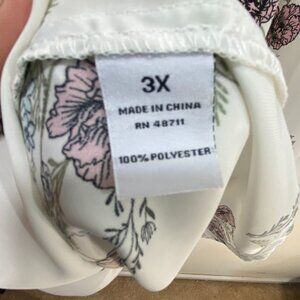 3X
MADE IN CHINA
RN 48711
100% POLYESTER